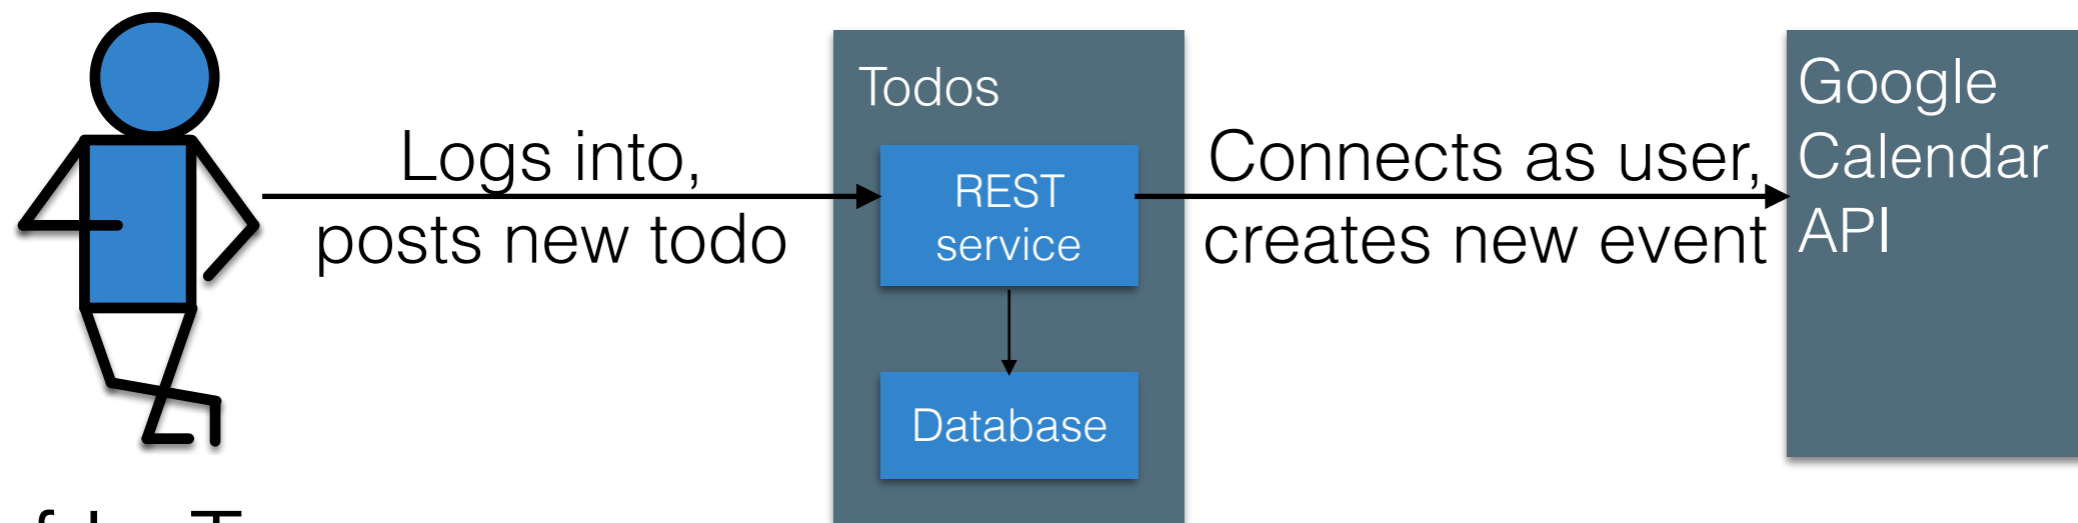 Logs into,
posts new todo
Todos
REST
service
Database
Connects as user,
creates new event
Google
Calendar
API